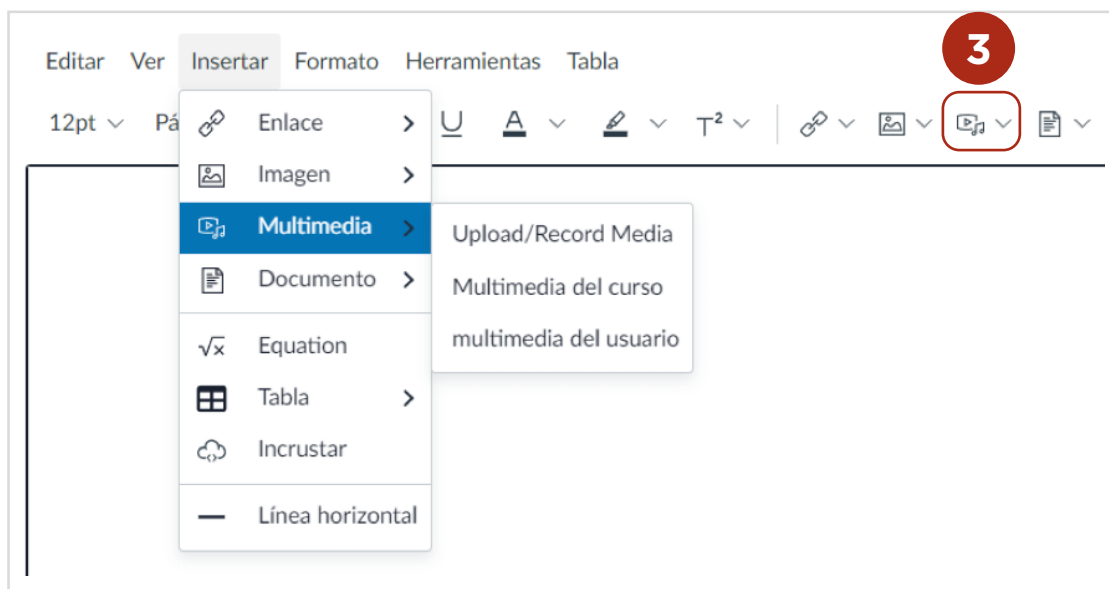 3
Editar Ver Insertar Formato Herramientas Tabla
12pt Pá U A T²
Enlace
Imagen
Multimedia
Upload/Record Media
Documento
Multimedia del curso
multimedia del usuario
Equation
Tabla
Incrustar
Línea horizontal